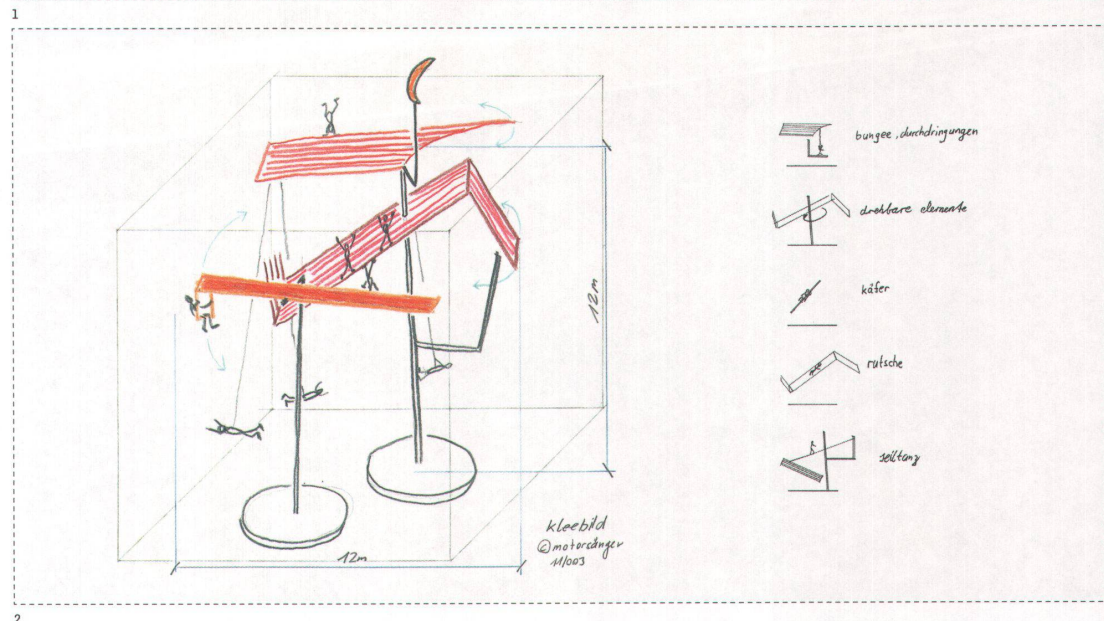 1
12m
12m
kleebild
© motorsänger
11/003
bungee, durchdringungen
drehbare elemente
käfer
rutsche
seiltanz
2